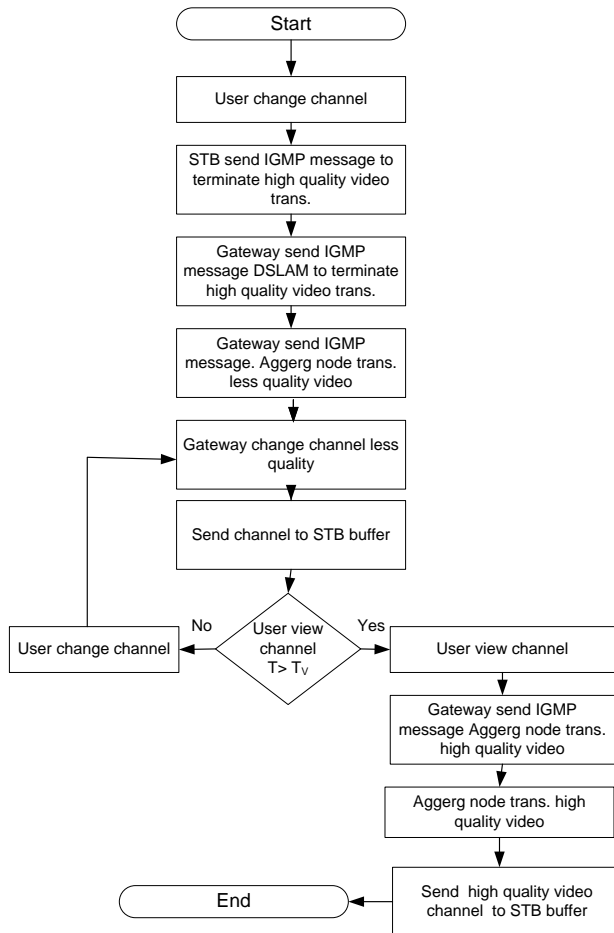 Start
User change channel
STB send IGMP message to
terminate high quality video
trans.
Gateway send IGMP
message DSLAM to terminate
high quality video trans.
Gateway send IGMP
message. Aggerg node trans.
less quality video
Gateway change channel less
quality
Send channel to STB buffer
User view
channel
T> Tv
No
Yes
User change channel
User view channel
Gateway send IGMP
message Aggerg node trans.
high quality video
Aggerg node trans. high
quality video
Send high quality video
channel to STB buffer
End